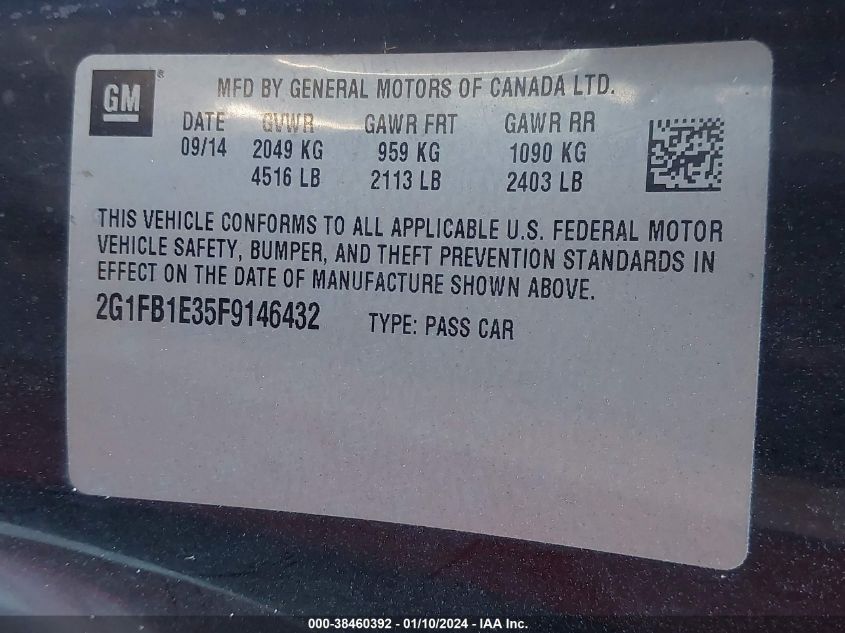 GM ®
MFD BY GENERAL MOTORS OF CANADA LTD.
DATE GVWR GAWR FRT GAWR RR
09/14 2049 KG 959 KG 1090 KG
4516 LB 2113 LB 2403 LB
THIS VEHICLE CONFORMS TO ALL APPLICABLE U.S. FEDERAL MOTOR
VEHICLE SAFETY, BUMPER, AND THEFT PREVENTION STANDARDS IN
EFFECT ON THE DATE OF MANUFACTURE SHOWN ABOVE.
2G1FB1E35F9146432 TYPE: PASS CAR
000-38460392 - 01/10/2024 - IAA Inc.